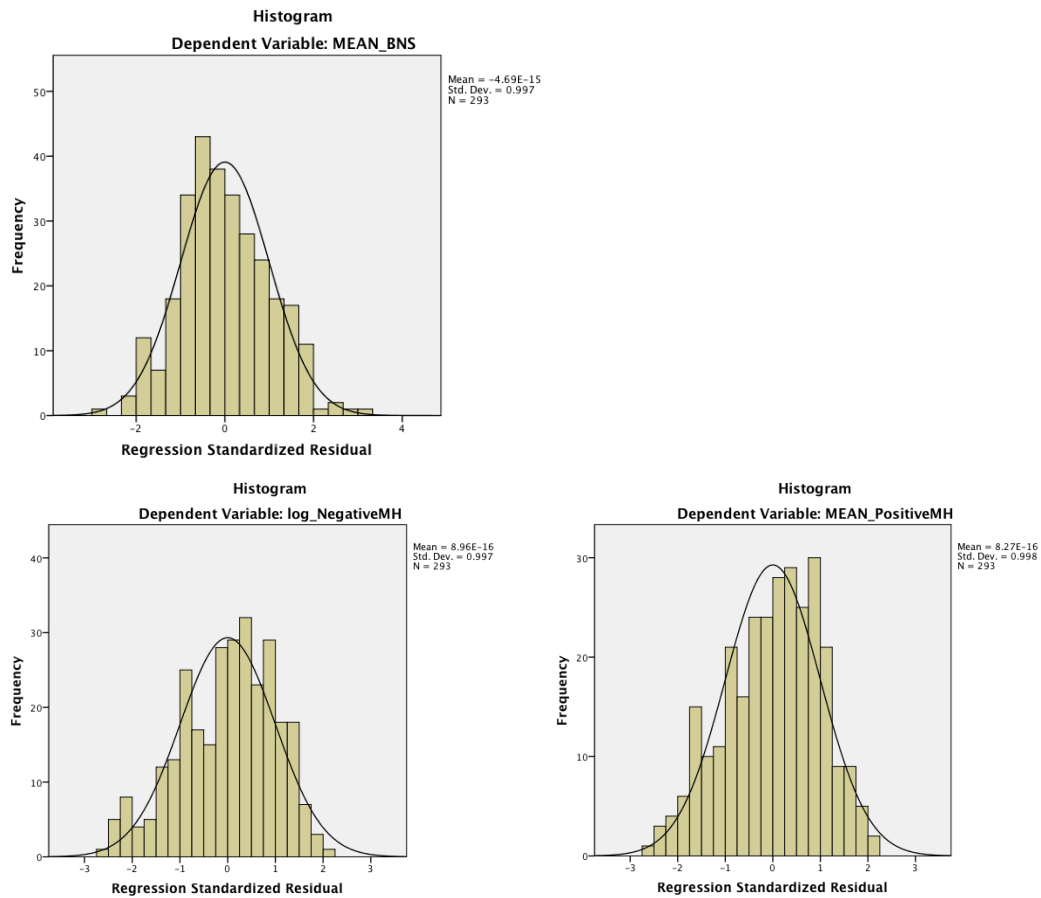 Histogram
Dependent Variable: MEAN_BNS
Mean = -4.69E-15
Std. Dev. = 0.997
N = 293
50
40
30
20
10
0
Frequency
-2
0
2
4
Regression Standardized Residual
Histogram
Dependent Variable: log_NegativeMH
Mean = 8.96E-16
Std. Dev. = 0.997
N = 293
40
30
20
10
0
Frequency
-3
-2
-1
0
1
2
3
Regression Standardized Residual
Histogram
Dependent Variable: MEAN_PositiveMH
Mean = 8.27E-16
Std. Dev. = 0.998
N = 293
30
20
10
0
Frequency
-3
-2
-1
0
1
2
3
Regression Standardized Residual